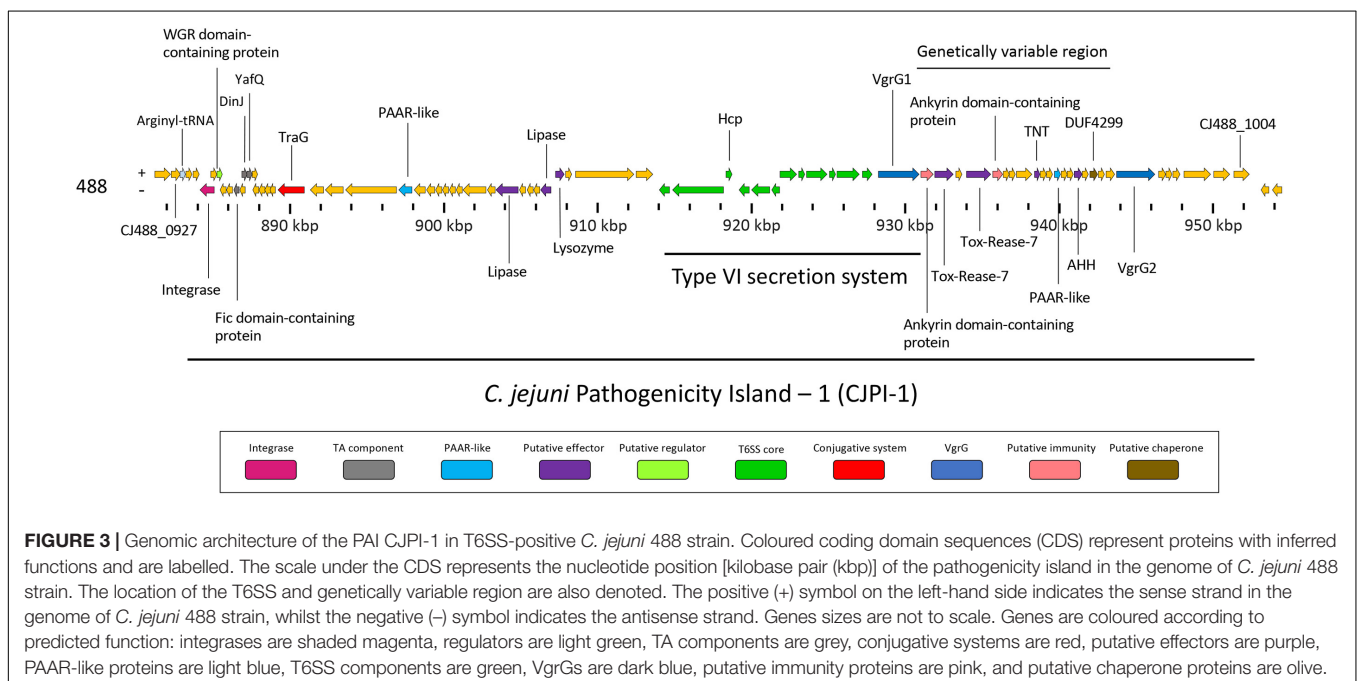 WGR domain-
containing protein
YafQ
DinJ
Arginyl-tRNA
TraG
PAAR-like
Lipase
Hcp
VgrG1
Genetically variable region
Ankyrin domain-containing
protein
TNT
DUF4299
CJ488_1004
488
+
-
CJ488_0927
890 kbp
900 kbp
910 kbp
920 kbp
930 kbp
940 kbp
950 kbp
Integrase
Fic domain-containing
protein
Lipase
Lysozyme
Type VI secretion system
Tox-Rease-7
Tox-Rease-7
Ankyrin domain-containing
protein
PAAR-like
AHH
VgrG2
C. jejuni Pathogenicity Island – 1 (CJPI-1)
Integrase
TA component
PAAR-like
Putative effector
Putative regulator
T6SS core
Conjugative system
VgrG
Putative immunity
Putative chaperone
FIGURE 3 | Genomic architecture of the PAI CJPI-1 in T6SS-positive C. jejuni 488 strain. Coloured coding domain sequences (CDS) represent proteins with inferred
functions and are labelled. The scale under the CDS represents the nucleotide position [kilobase pair (kbp)] of the pathogenicity island in the genome of C. jejuni 488
strain. The location of the T6SS and genetically variable region are also denoted. The positive (+) symbol on the left-hand side indicates the sense strand in the
genome of C. jejuni 488 strain, whilst the negative (–) symbol indicates the antisense strand. Genes sizes are not to scale. Genes are coloured according to
predicted function: integrases are shaded magenta, regulators are light green, TA components are grey, conjugative systems are red, putative effectors are purple,
PAAR-like proteins are light blue, T6SS components are green, VgrGs are dark blue, putative immunity proteins are pink, and putative chaperone proteins are olive.